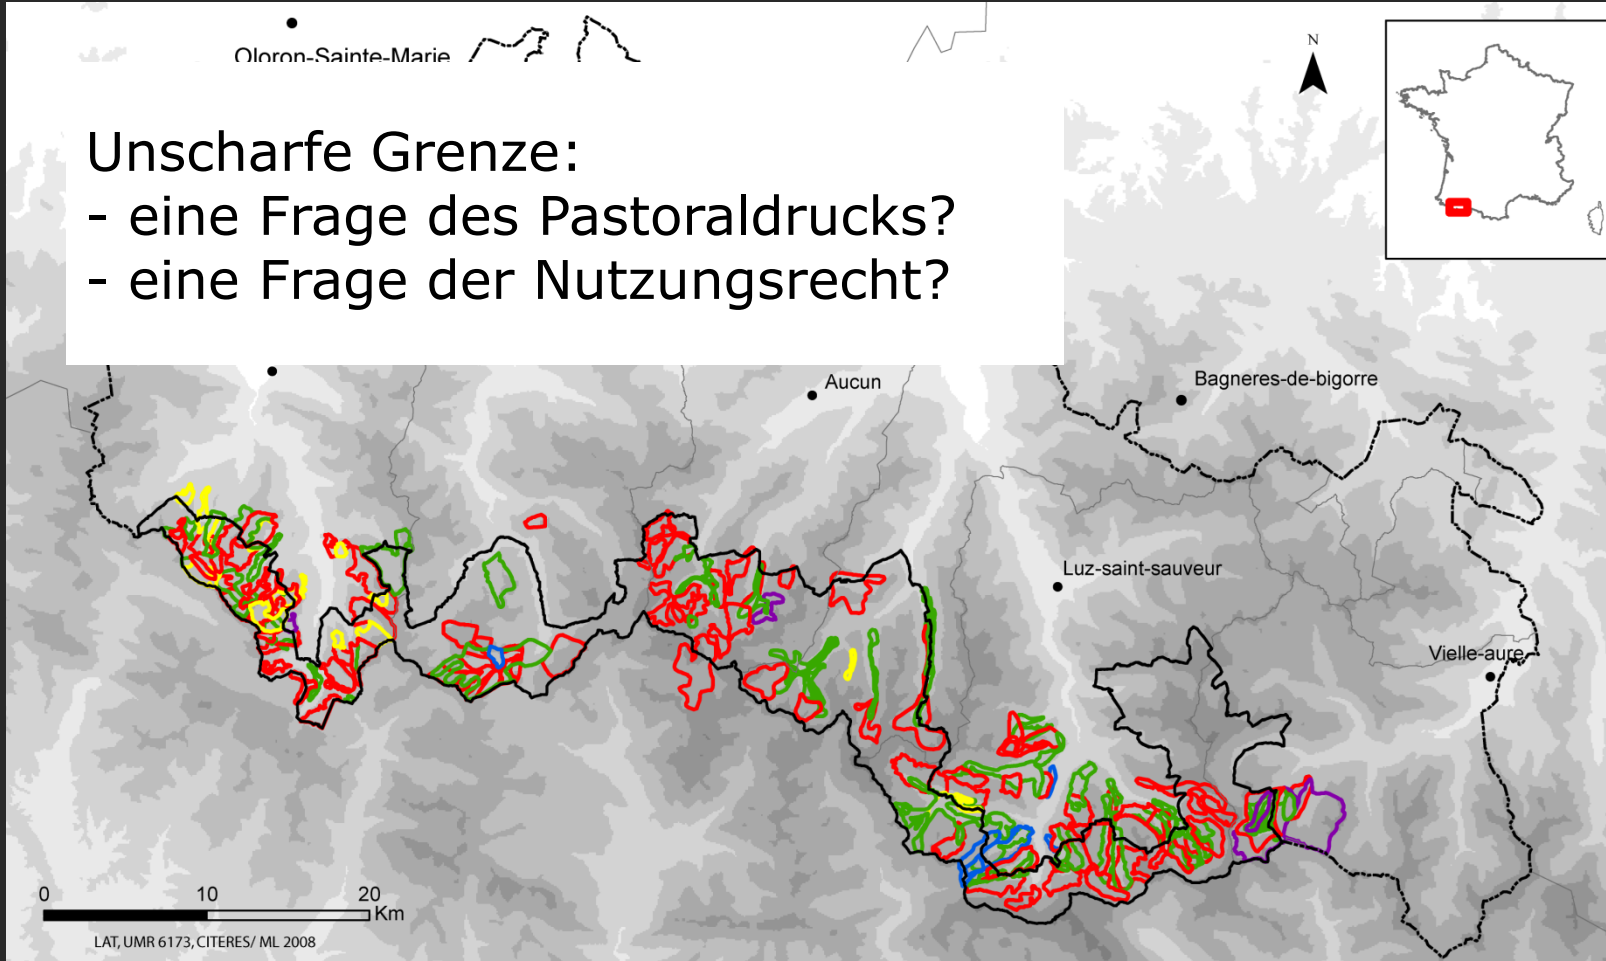 Oloron-Sainte-Marie
N
Unscharfe Grenze:
- eine Frage des Pastoraldrucks?
- eine Frage der Nutzungsrecht?
Aucun
Bagneres-de-bigorre
Luz-saint-sauveur
Vielle-aure
0 10 20
Km
LAT, UMR 6173, CITERES/ ML 2008